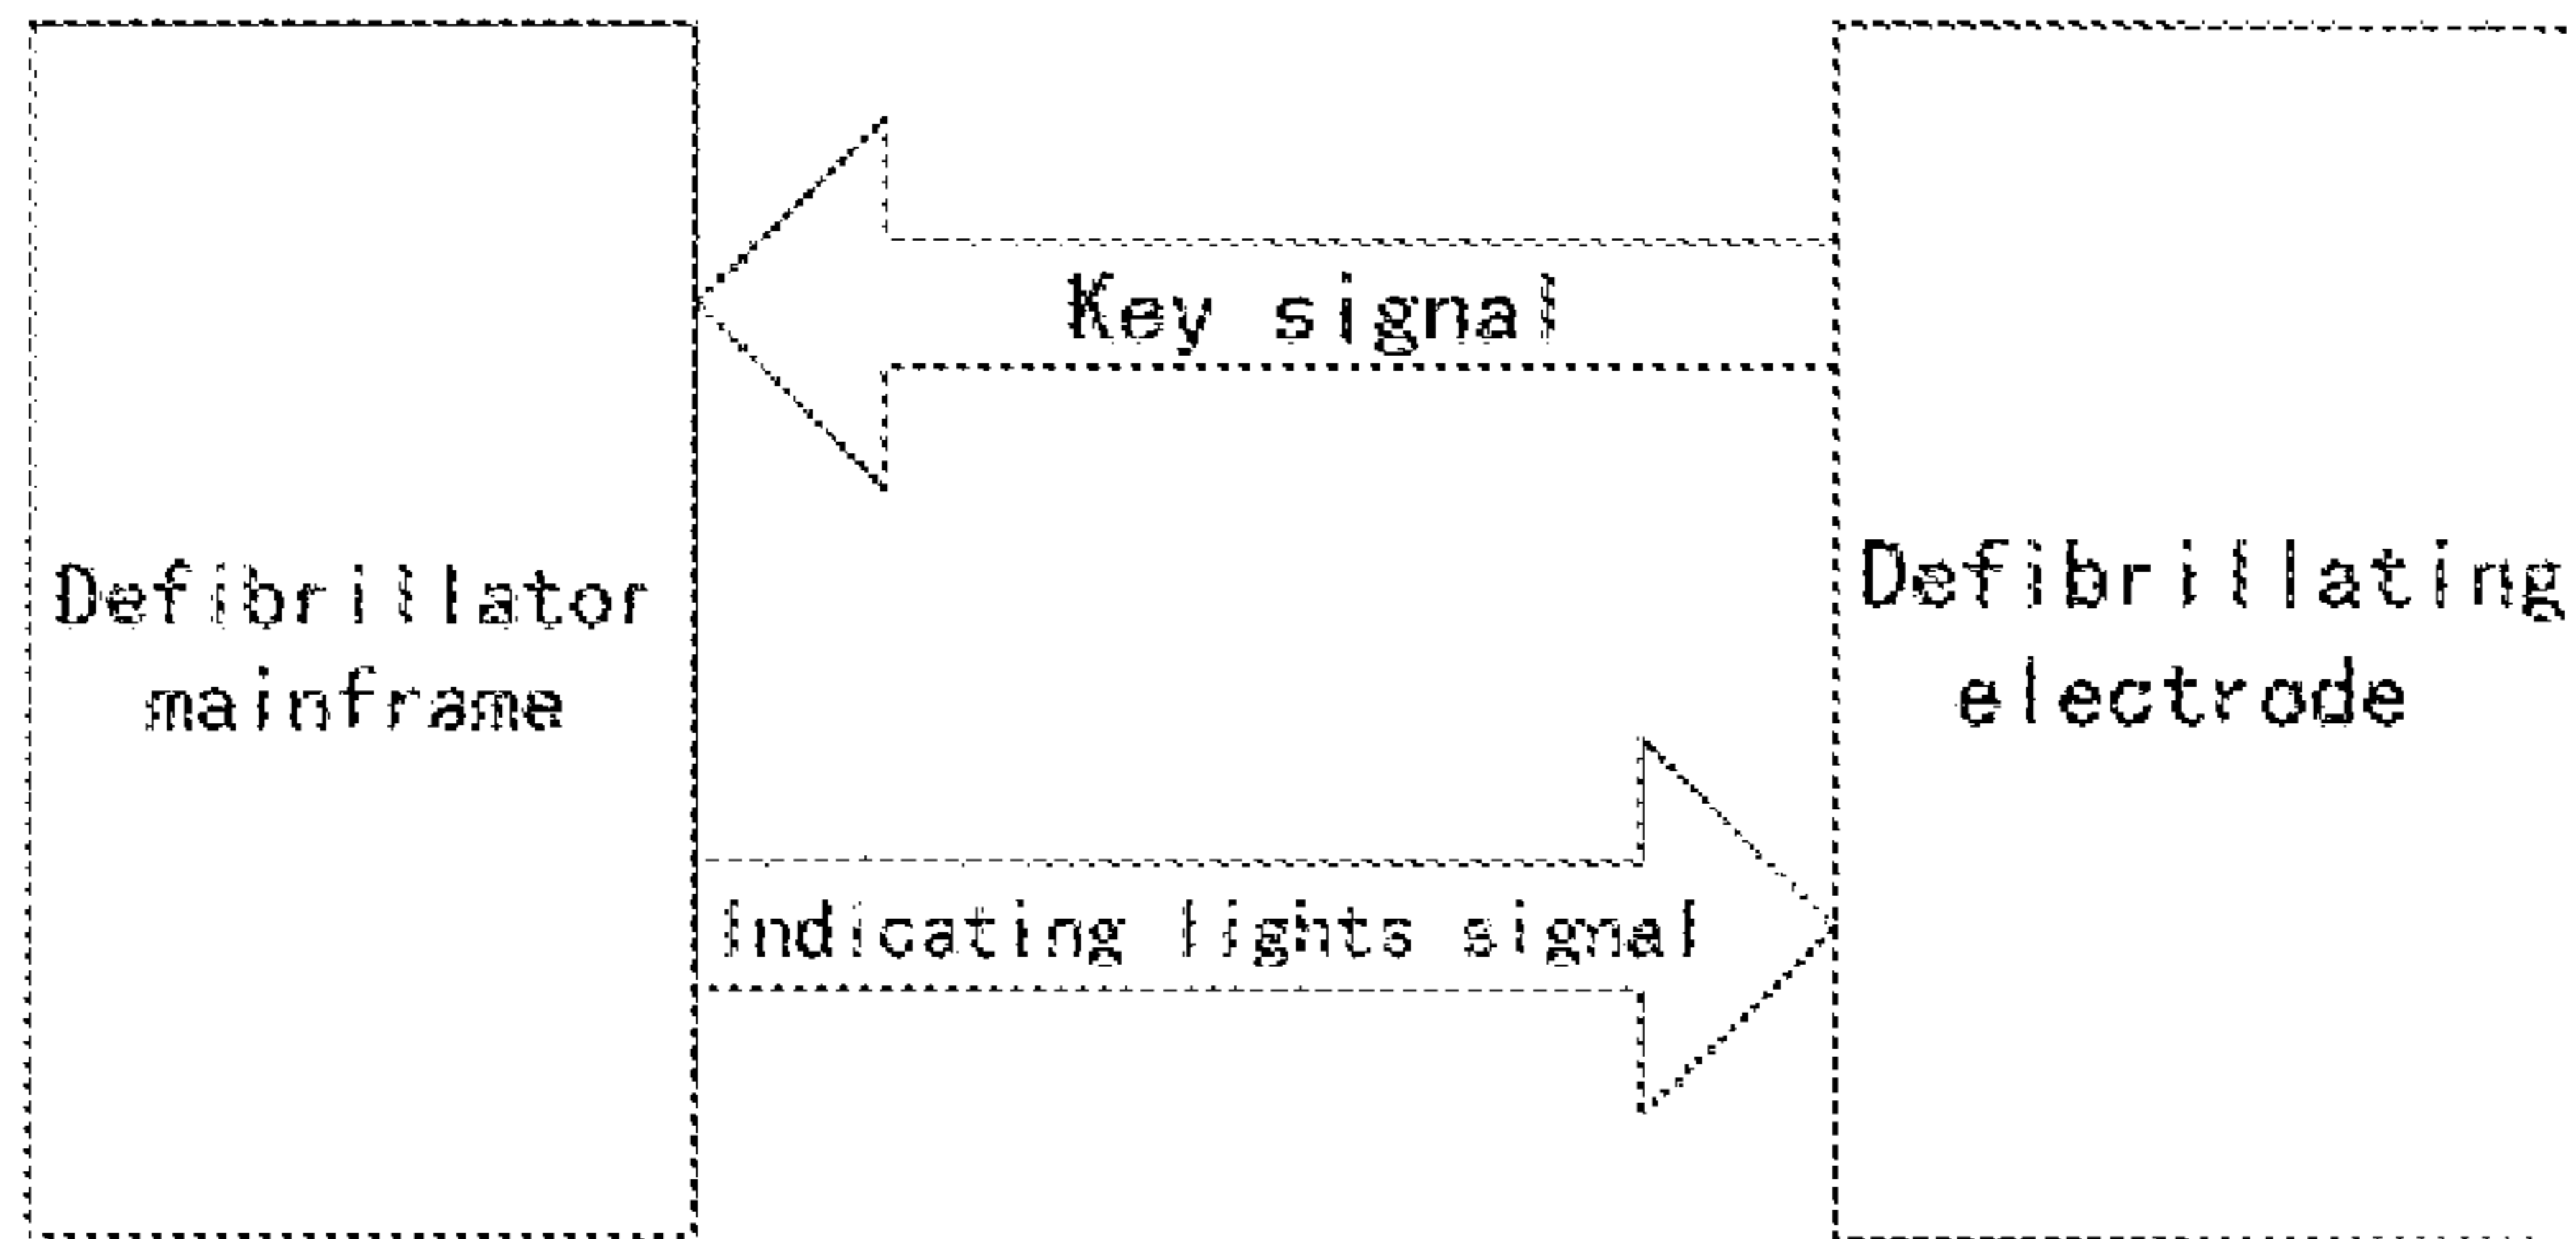 Key signal
Defibrillator
mainframe
Defibrillating
electrode
Indicating lights signal